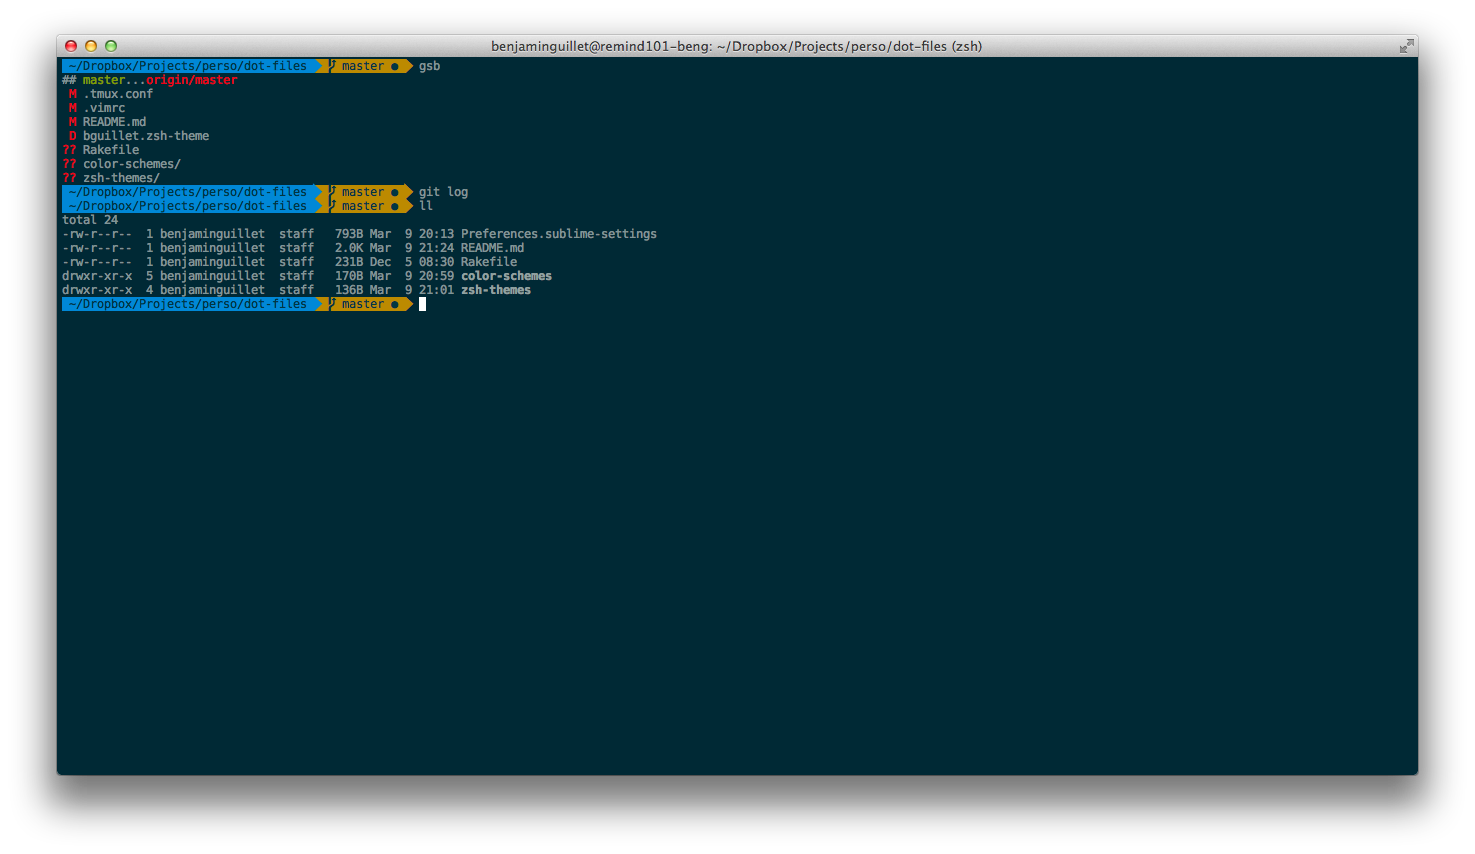 benjaminguillet@remind101-beng: ~/Dropbox/Projects/perso/dot-files (zsh)
~/Dropbox/Projects/perso/dot-files  master ● gsb
## master...origin/master
 M .tmux.conf
 M .vimrc
 M README.md
 D bguillet.zsh-theme
?? Rakefile
?? color-schemes/
?? zsh-themes/
~/Dropbox/Projects/perso/dot-files  master ● git log
~/Dropbox/Projects/perso/dot-files  master ● ll
total 24
-rw-r--r--  1 benjaminguillet  staff   793B Mar  9 20:13 Preferences.sublime-settings
-rw-r--r--  1 benjaminguillet  staff   2.0K Mar  9 21:24 README.md
-rw-r--r--  1 benjaminguillet  staff   231B Dec  5 08:30 Rakefile
drwxr-xr-x  5 benjaminguillet  staff   170B Mar  9 20:59 color-schemes
drwxr-xr-x  4 benjaminguillet  staff   136B Mar  9 21:01 zsh-themes
~/Dropbox/Projects/perso/dot-files  master ●